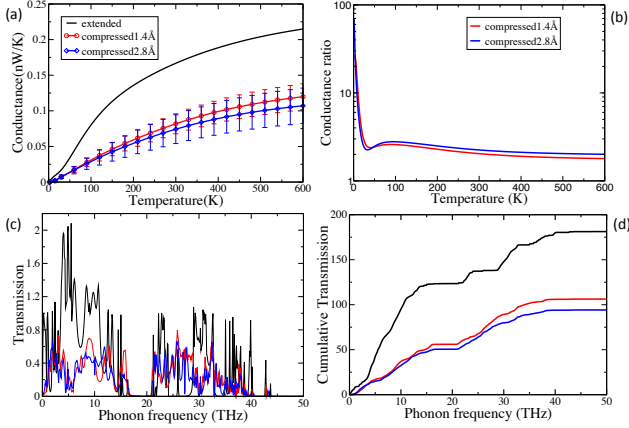 (a)
0.25
0.2
0.15
0.1
0.05
0
Conductance(nW/K)
extended
compressed1.4Å
compressed2.8Å
0 100 200 300 400 500 600
Temperature(K)
(b)
100
10
1
Conductance ratio
compressed1.4Å
compressed2.8Å
0 100 200 300 400 500 600
Temperature (K)
(c)
2
1.6
1.2
0.8
0.4
0
Transmission
0 10 20 30 40 50
Phonon frequency (THz)
(d)
200
175
150
125
100
75
50
25
0
Cumulative Transmission
0 10 20 30 40 50
Phonon frequency (THz)